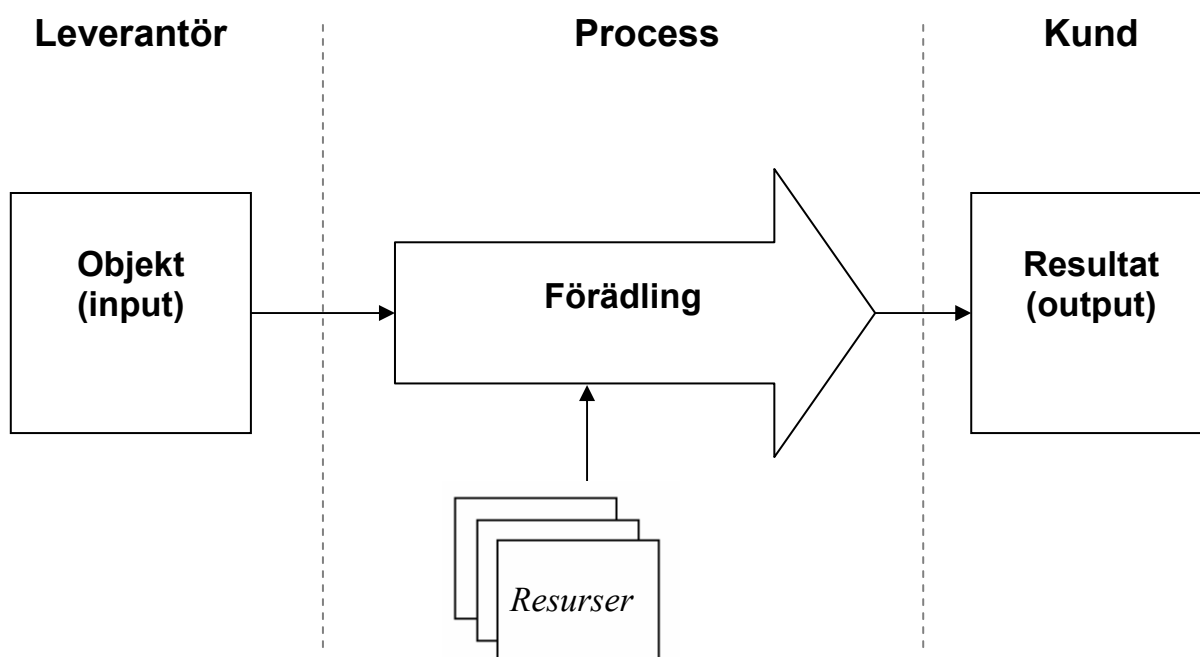 Leverantör
Process
Kund
Objekt
(input)
Förädling
Resultat
(output)
Resurser